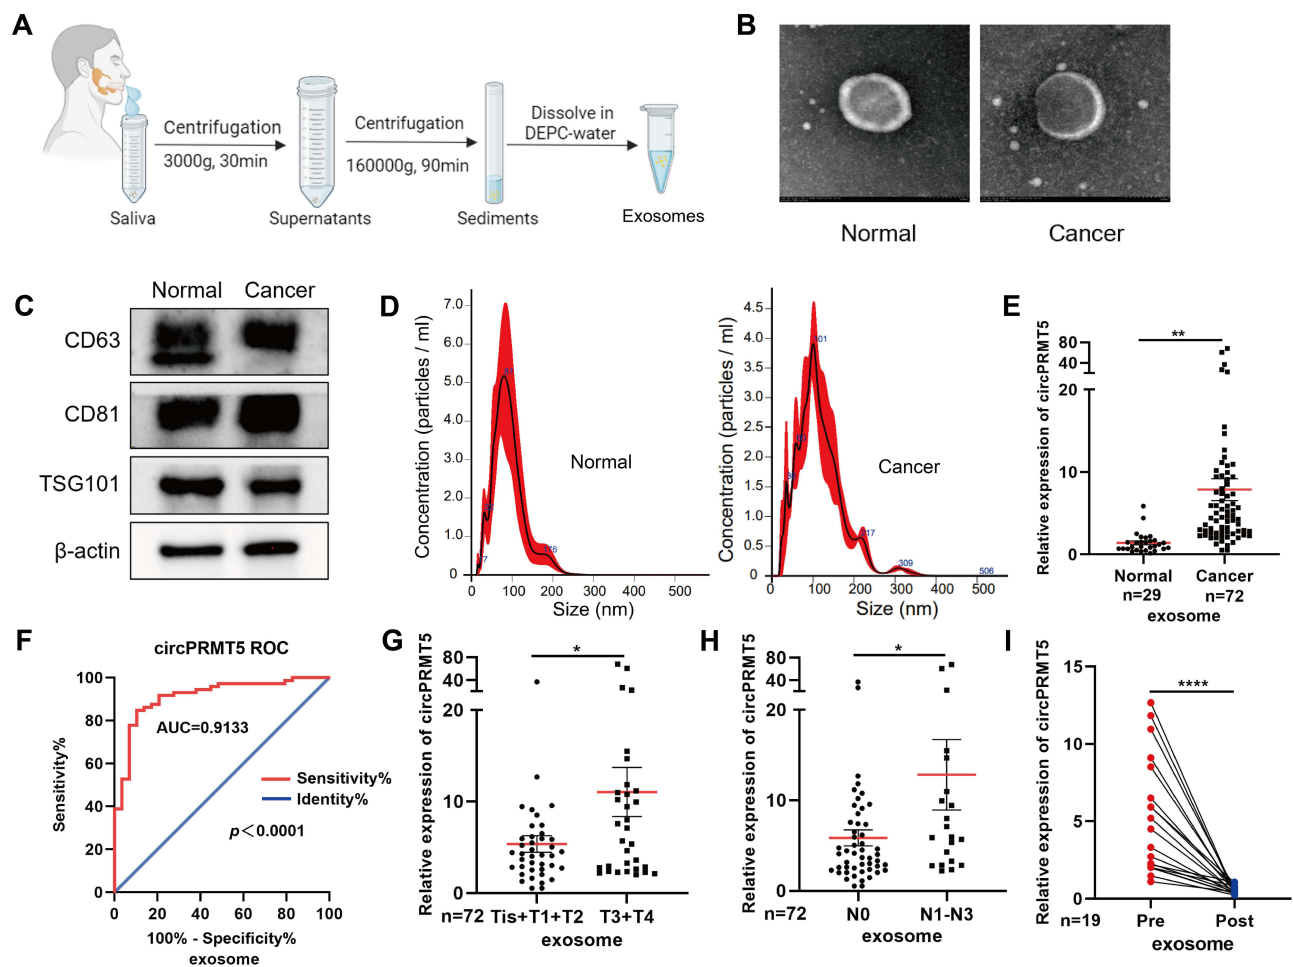 A
Centrifugation
3000g, 30min
Centrifugation
160000g, 90min
Dissolve in
DEPC-water
Saliva
Supernatants
Sediments
Exosomes
B
Normal
Cancer
C
Normal Cancer
CD63
CD81
TSG101
β-actin
D
Concentration (particles / ml)
7.0
6.0
5.0
4.0
3.0
2.0
1.0
0
Normal
0 100 200 300 400 500
Size (nm)
Concentration (particles / ml)
4.5
4.0
3.5
3.0
2.5
2.0
1.5
1.0
0.5
0
Cancer
309
506
0 100 200 300 400 500
Size (nm)
E
Relative expression of circPRMT5
80
40
20
10
0
**
Normal Cancer
n=29 n=72
exosome
F
circPRMT5 ROC
Sensitivity%
100
80
60
40
20
0
AUC=0.9133
Sensitivity%
Identity%
p<0.0001
0 20 40 60 80 100
100% - Specificity%
exosome
G
Relative expression of circPRMT5
80
40
20
10
0
*
n=72 Tis+T1+T2 T3+T4
exosome
H
Relative expression of circPRMT5
80
40
20
10
0
*
n=72 N0 N1-N3
exosome
I
Relative expression of circPRMT5
15
10
5
0
****
n=19 Pre Post
exosome